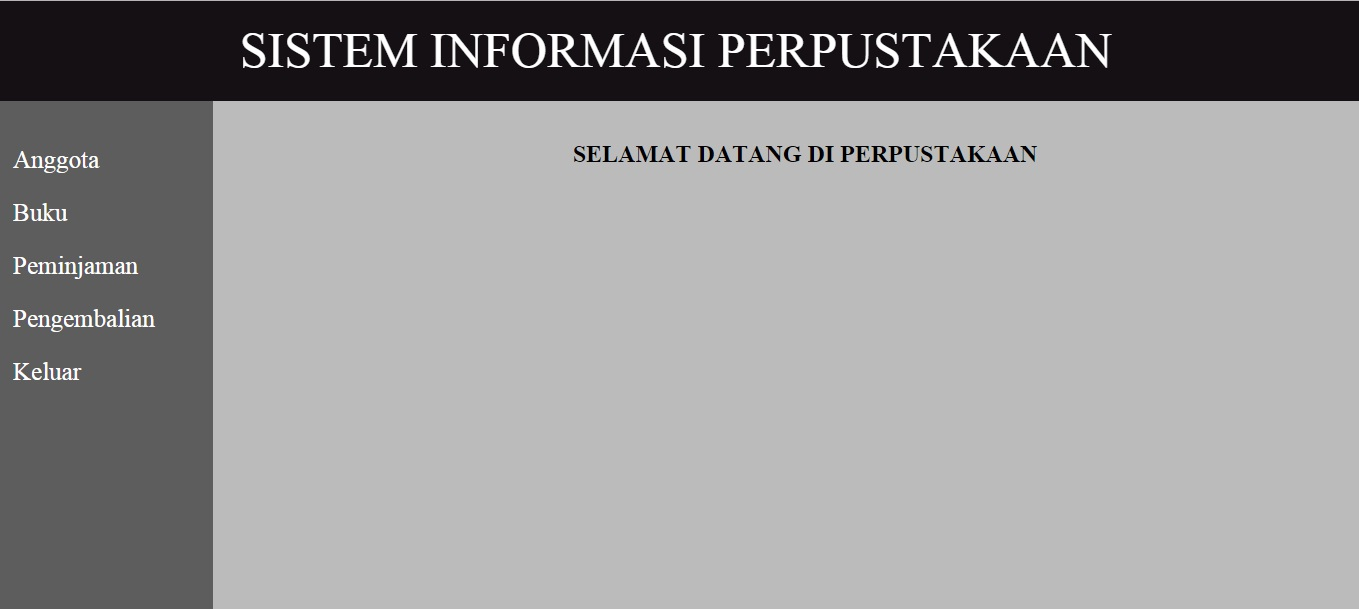 SISTEM INFORMASI PERPUSTAKAAN
Anggota
Buku
Peminjaman
Pengembalian
Keluar
SELAMAT DATANG DI PERPUSTAKAAN